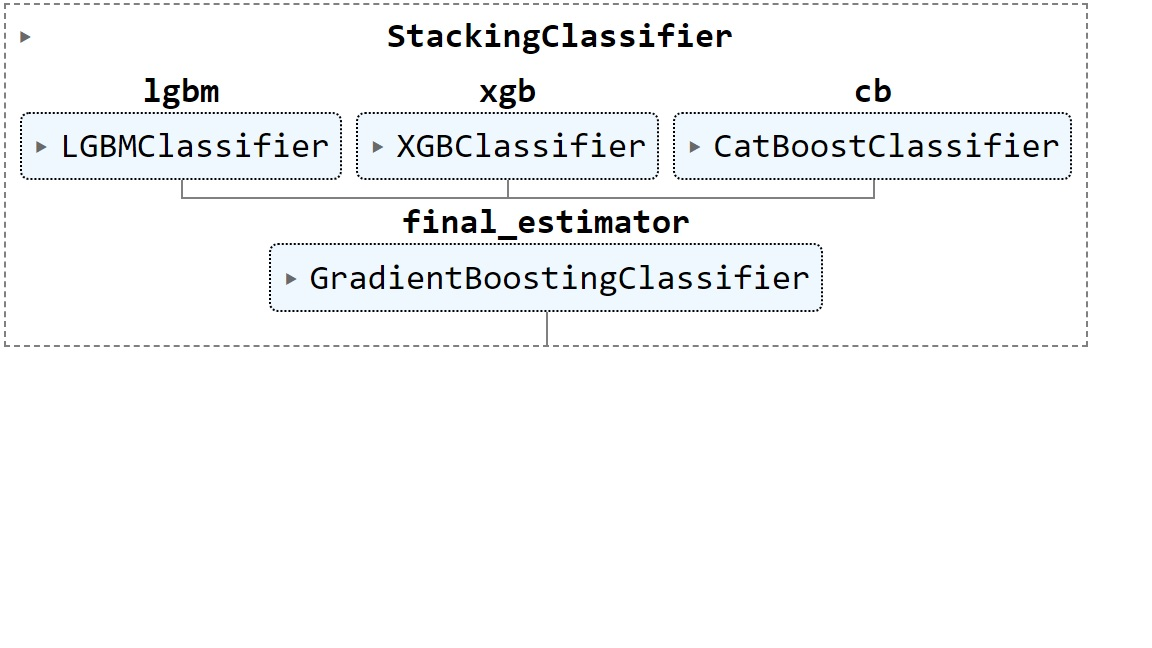 StackingClassifier
lgbm xgb cb
LGBMClassifier XGBClassifier CatBoostClassifier
final_estimator
GradientBoostingClassifier